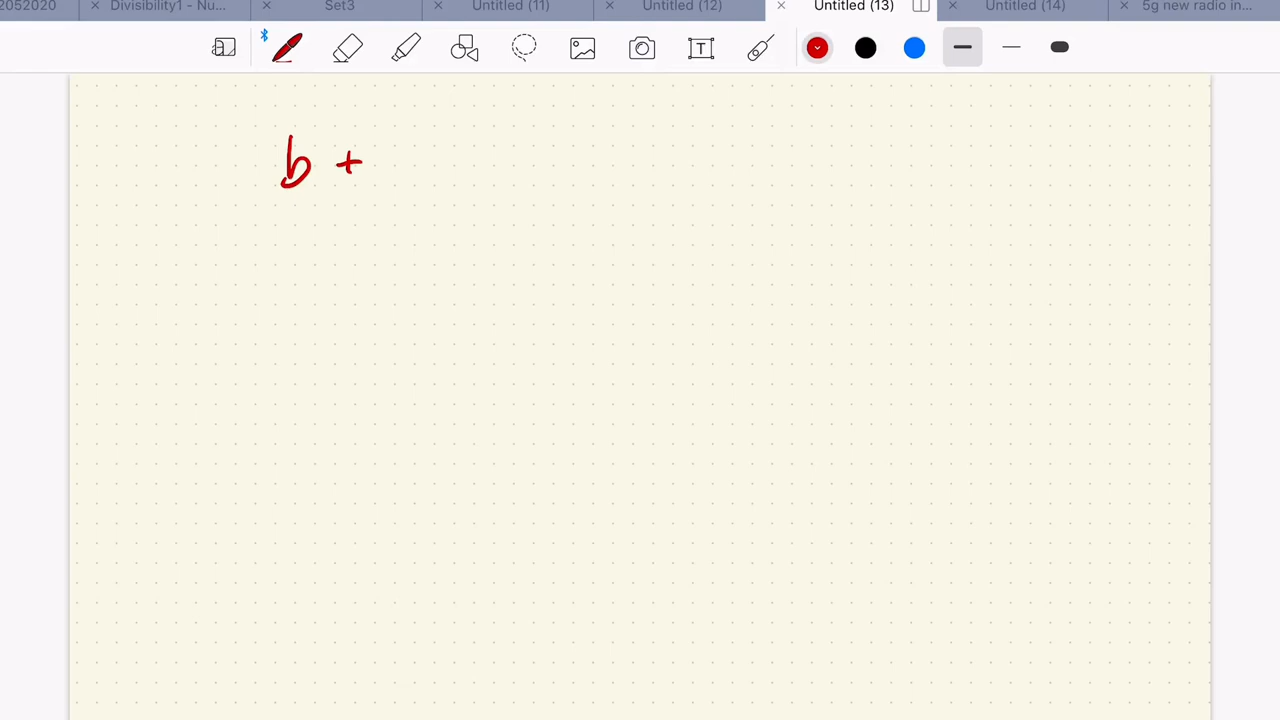 2052020 × Divisibility1 - Nu... × Set3 × Untitled (11) × Untitled (12) × Untitled (13) × Untitled (14) × 5g new radio in...
a T
b +